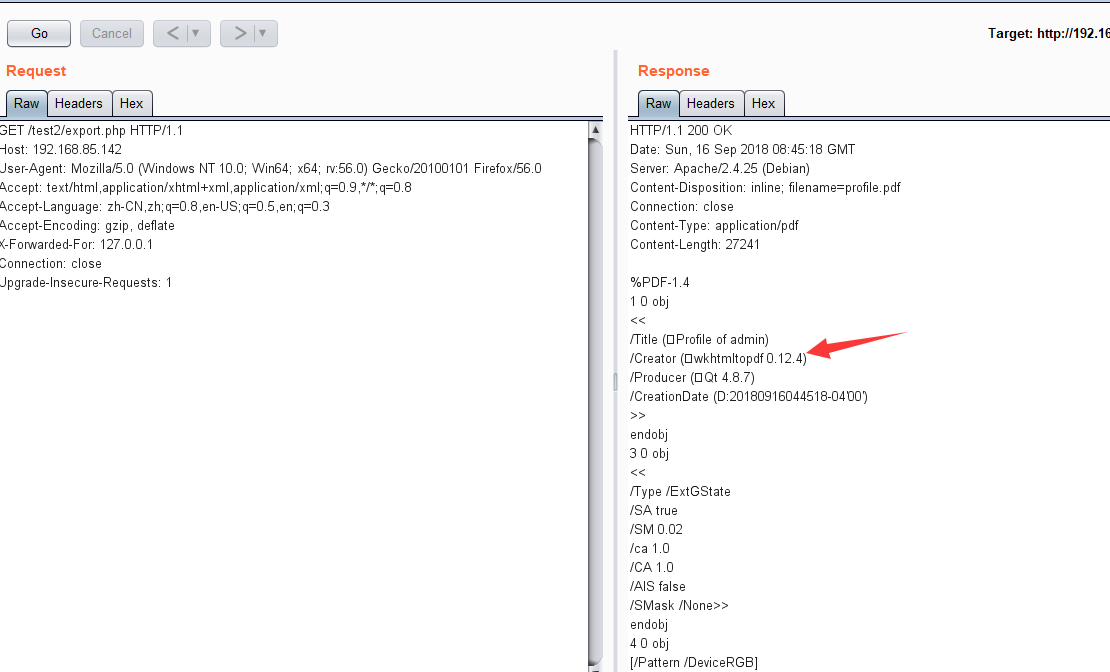 Go
Cancel
<
>
Target: http://192.16
Request
Response
Raw
Headers
Hex
Raw
Headers
Hex
GET /test2/export.php HTTP/1.1
Host: 192.168.85.142
User-Agent: Mozilla/5.0 (Windows NT 10.0; Win64; x64; rv:56.0) Gecko/20100101 Firefox/56.0
Accept: text/html,application/xhtml+xml,application/xml;q=0.9,*/*;q=0.8
Accept-Language: zh-CN,zh;q=0.8,en-US;q=0.5,en;q=0.3
Accept-Encoding: gzip, deflate
X-Forwarded-For: 127.0.0.1
Connection: close
Upgrade-Insecure-Requests: 1
HTTP/1.1 200 OK
Date: Sun, 16 Sep 2018 08:45:18 GMT
Server: Apache/2.4.25 (Debian)
Content-Disposition: inline; filename=profile.pdf
Connection: close
Content-Type: application/pdf
Content-Length: 27241
%PDF-1.4
1 0 obj
<<
/Title (□Profile of admin)
/Creator (□wkhtmltopdf 0.12.4)
/Producer (□Qt 4.8.7)
/CreationDate (D:20180916044518-04'00')
>>
endobj
3 0 obj
<<
/Type /ExtGState
/SA true
/SM 0.02
/ca 1.0
/CA 1.0
/AIS false
/SMask /None>>
endobj
4 0 obj
[/Pattern /DeviceRGB]